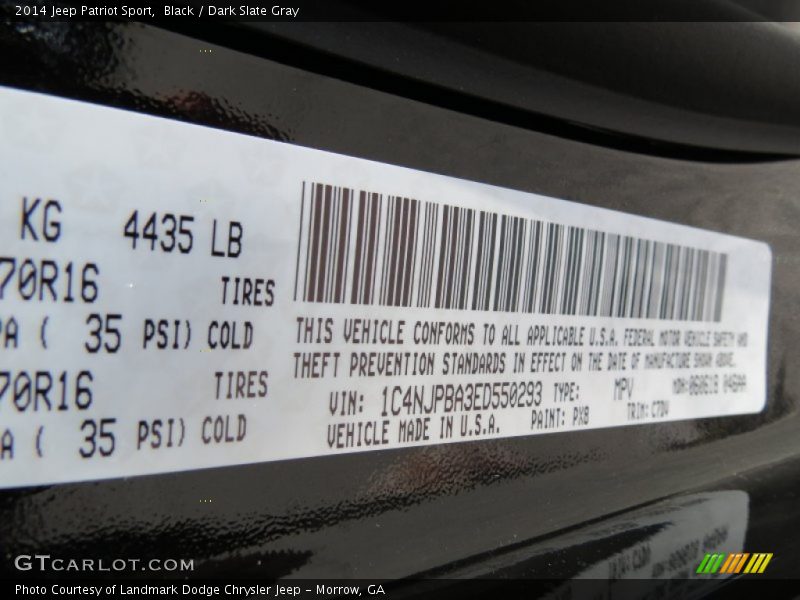 2014 Jeep Patriot Sport,  Black / Dark Slate Gray
KG 4435 LB
70R16 TIRES
PA ( 35 PSI) COLD
70R16 TIRES
A ( 35 PSI) COLD
THIS VEHICLE CONFORMS TO ALL APPLICABLE U.S.A. FEDERAL MOTOR VEHICLE SAFETY AND
THEFT PREVENTION STANDARDS IN EFFECT ON THE DATE OF MANUFACTURE SHOWN ABOVE.
VIN: 1C4NJPBA3ED550293 TYPE: MPV
VEHICLE MADE IN U.S.A. PAINT: PX8 TRIM:
GTCARLOT.COM
Photo Courtesy of Landmark Dodge Chrysler Jeep - Morrow, GA